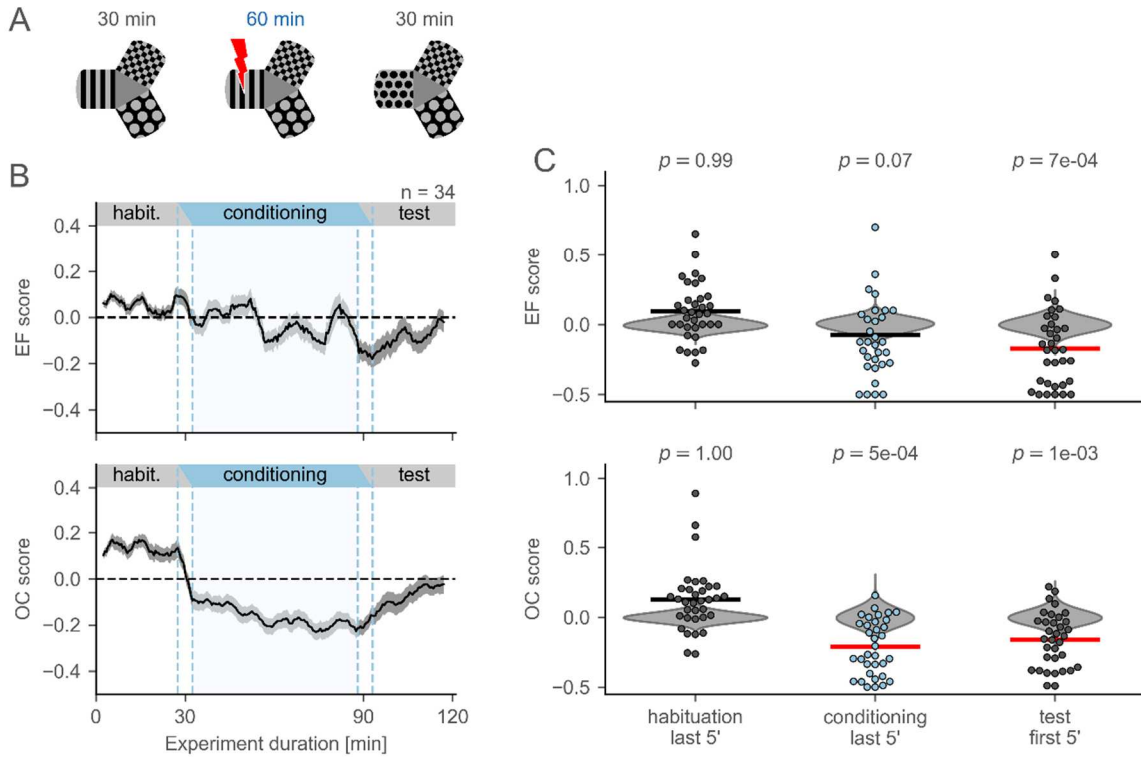 A
30 min
60 min
30 min
B
n = 34
habit.
conditioning
test
0.4
0.2
0.0
−0.2
−0.4
EF score
habit.
conditioning
test
0.4
0.2
0.0
−0.2
−0.4
OC score
0
30
90
120
Experiment duration [min]
C
p = 0.99
p = 0.07
p = 7e-04
1.0
0.5
0.0
−0.5
EF score
p = 1.00
p = 5e-04
p = 1e-03
1.0
0.5
0.0
−0.5
OC score
habituation
last 5'
conditioning
last 5'
test
first 5'